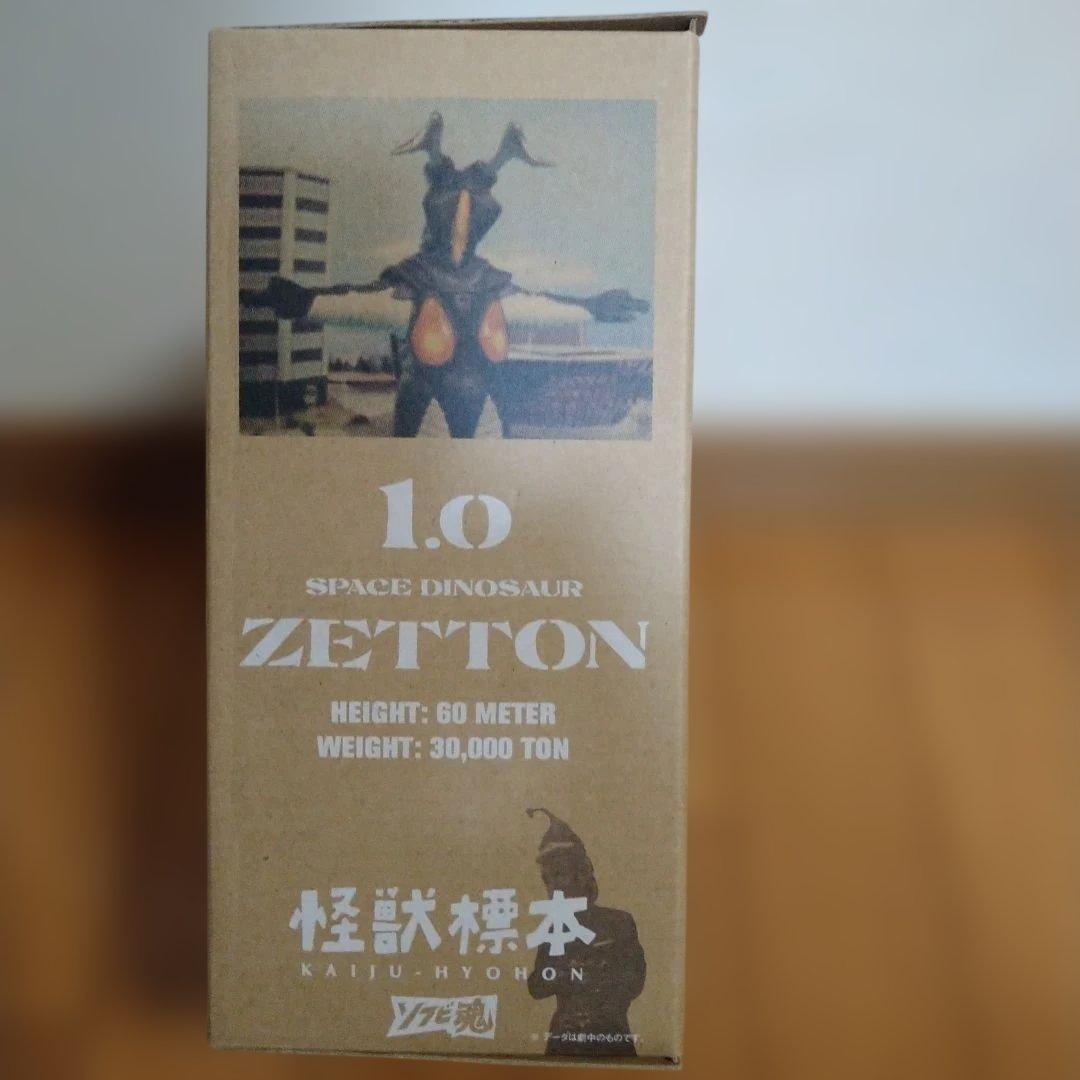 1.0
SPACE DINOSAUR
ZETTON
HEIGHT: 60 METER
WEIGHT: 30,000 TON
怪獣標本
KAIJU-HYOHON
ソフビ魂
※データは劇中のものです。